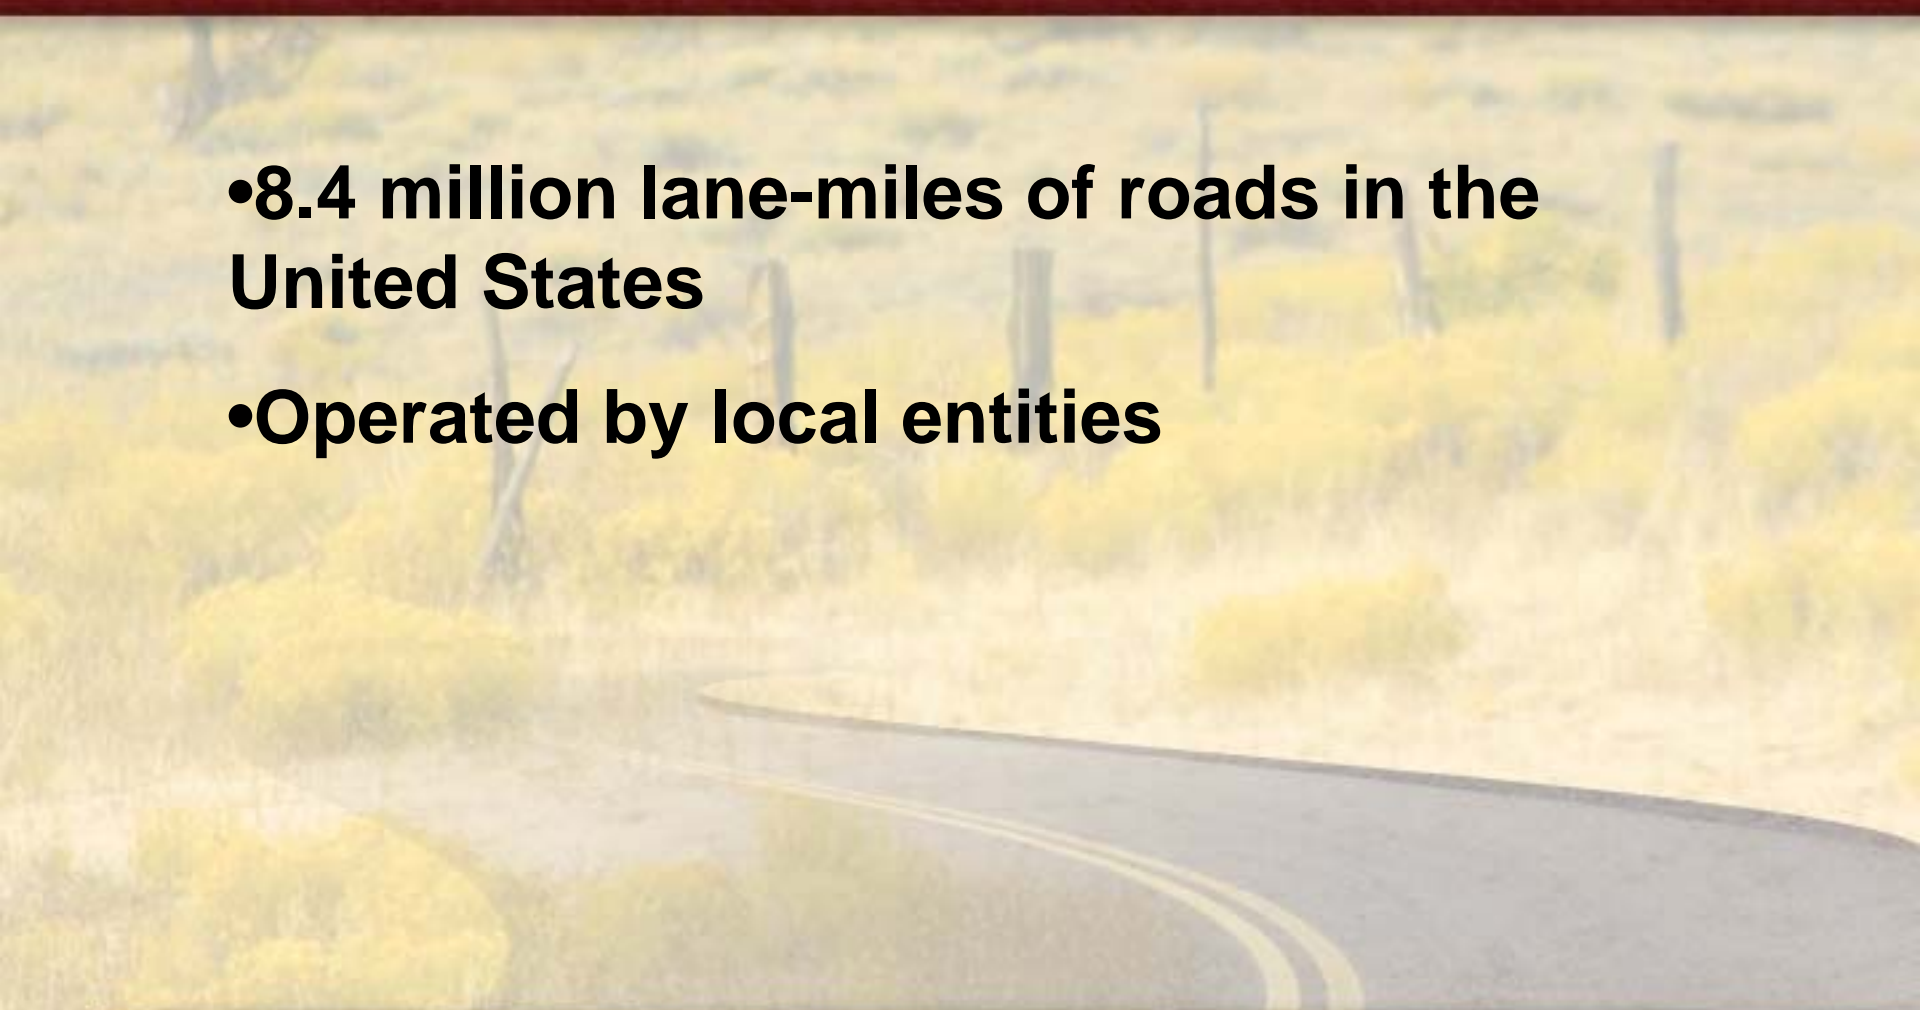 •8.4 million lane-miles of roads in the
United States
•Operated by local entities